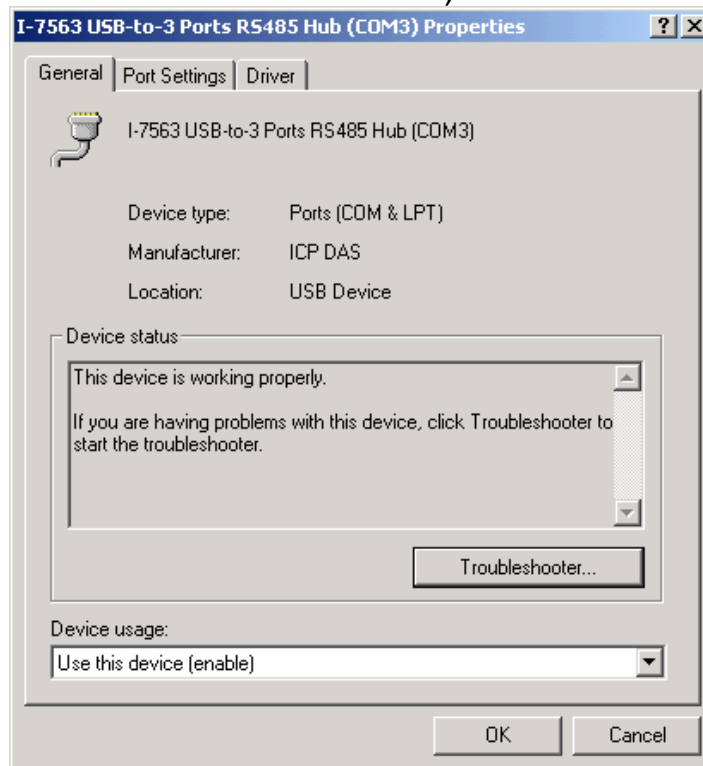 I-7563 USB-to-3 Ports RS485 Hub (COM3) Properties
General Port Settings Driver
I-7563 USB-to-3 Ports RS485 Hub (COM3)
Device type: Ports (COM & LPT)
Manufacturer: ICP DAS
Location: USB Device
Device status
This device is working properly.
If you are having problems with this device, click Troubleshooter to
start the troubleshooter.
Troubleshooter...
Device usage:
Use this device (enable)
OK Cancel